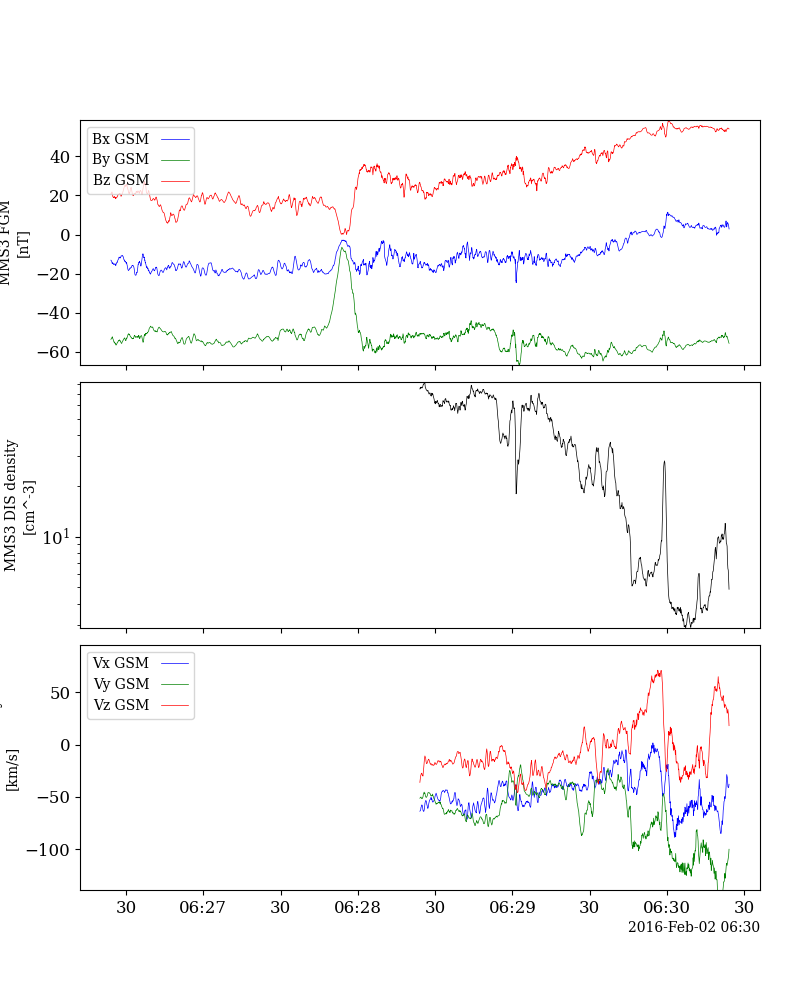 Bx GSM
By GSM
Bz GSM
40
20
0
−20
−40
−60
MMS3 FGM
[nT]
10^1
MMS3 DIS density
[cm^-3]
Vx GSM
Vy GSM
Vz GSM
50
0
−50
−100
[km/s]
30 06:27 30 06:28 30 06:29 30 06:30 30
2016-Feb-02 06:30